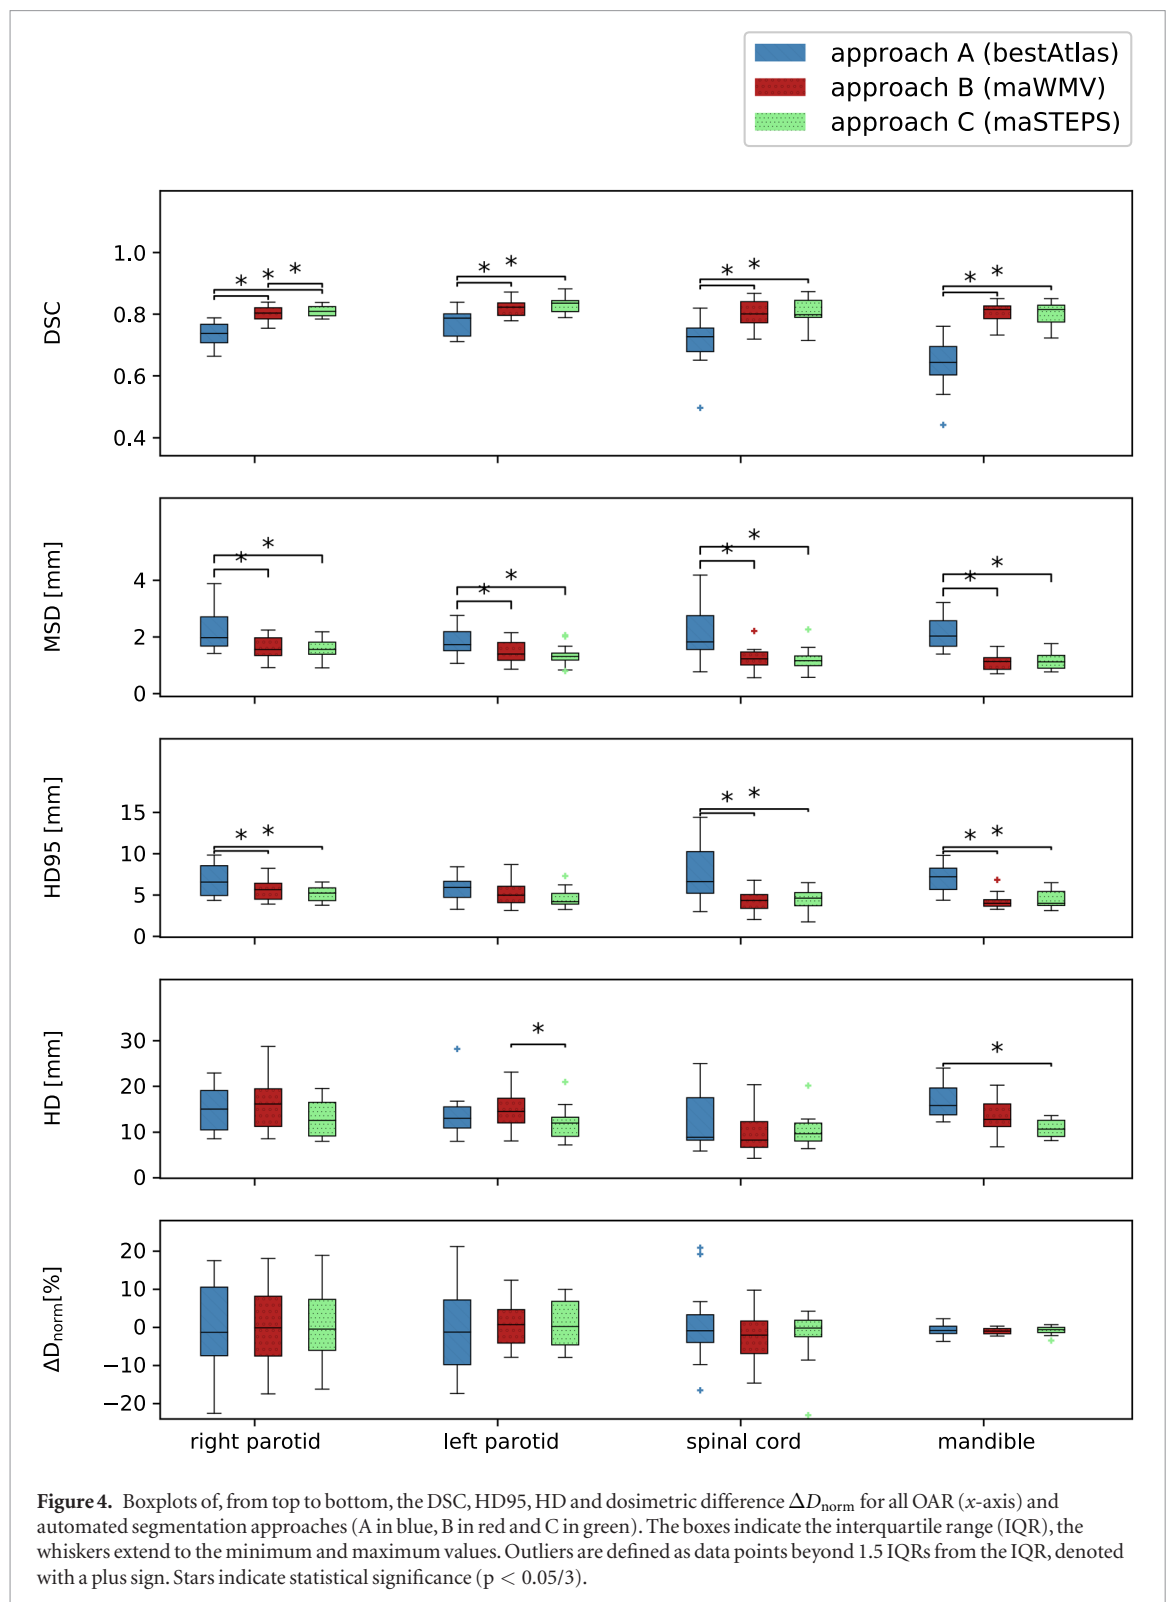 approach A (bestAtlas)
approach B (maWMV)
approach C (maSTEPS)
DSC
1.0
0.8
0.6
0.4
* * *
* *
* *
* *
MSD [mm]
4
2
0
* *
* *
* *
* *
HD95 [mm]
15
10
5
0
* *
* *
* *
HD [mm]
30
20
10
0
*
*
ΔD_norm[%]
20
10
0
−10
−20
right parotid left parotid spinal cord mandible
Figure 4. Boxplots of, from top to bottom, the DSC, HD95, HD and dosimetric difference ΔD_norm for all OAR (x-axis) and
automated segmentation approaches (A in blue, B in red and C in green). The boxes indicate the interquartile range (IQR), the
whiskers extend to the minimum and maximum values. Outliers are defined as data points beyond 1.5 IQRs from the IQR, denoted
with a plus sign. Stars indicate statistical significance (p < 0.05/3).